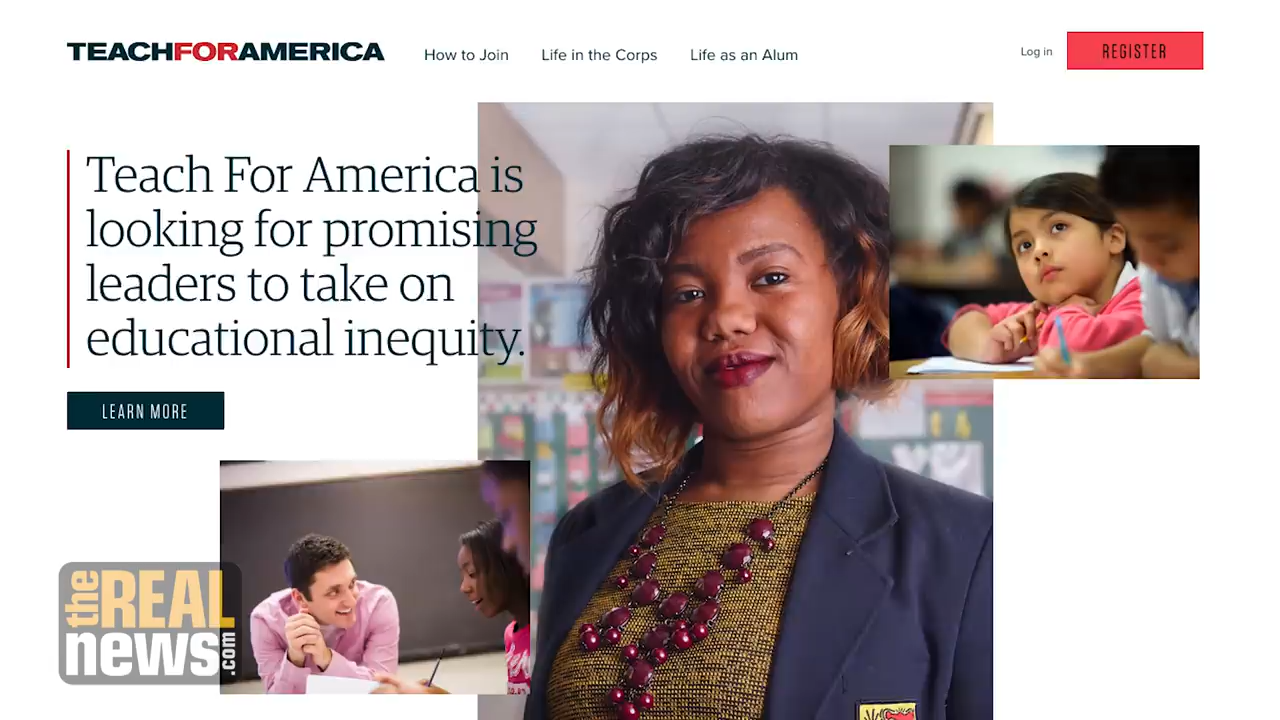 TEACHFORAMERICA
How to Join
Life in the Corps
Life as an Alum
Log in
REGISTER
Teach For America is
looking for promising
leaders to take on
educational inequity.
LEARN MORE
the REAL
news.com